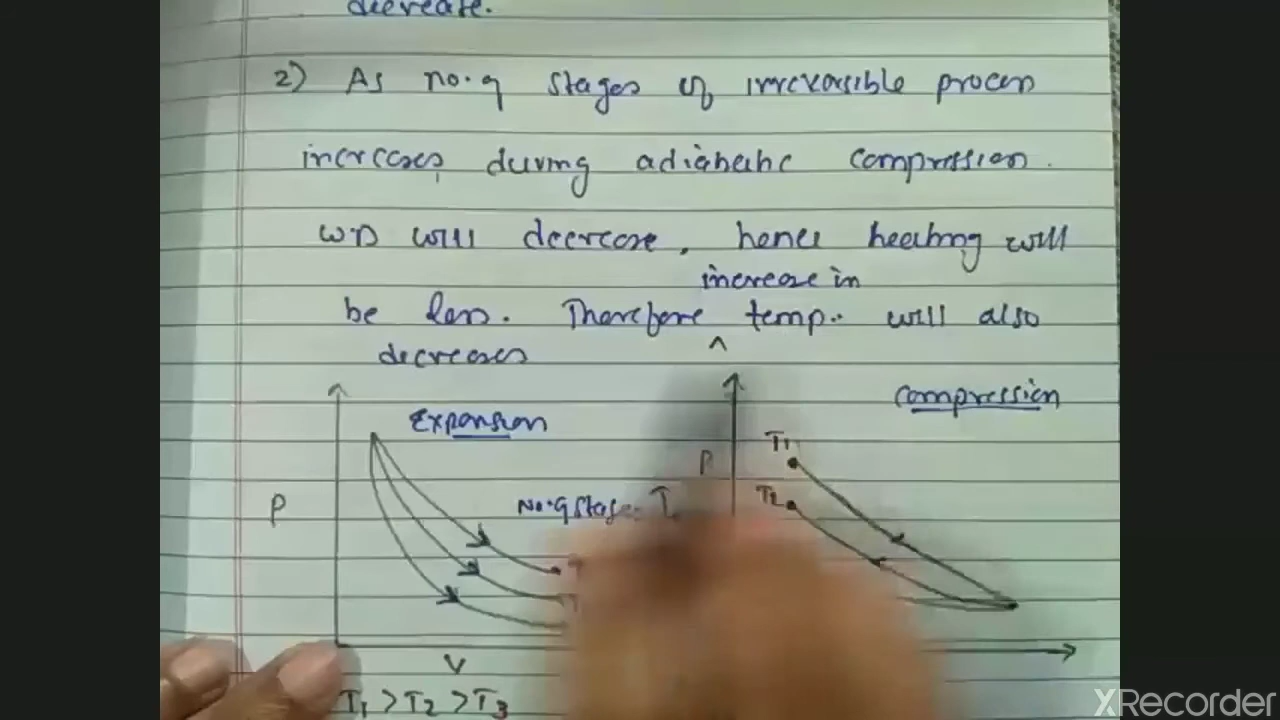 decrease.
2) As no. of stages of irreversible process
increases, during adiabatic compression.
W.D will decrease, hence heating will
increase in
be less. Therefore temp. will also
^
decreases
Expansion
compression
P
No. of stages
P
T1
T2
V
T1 > T2 > T3
XRecorder